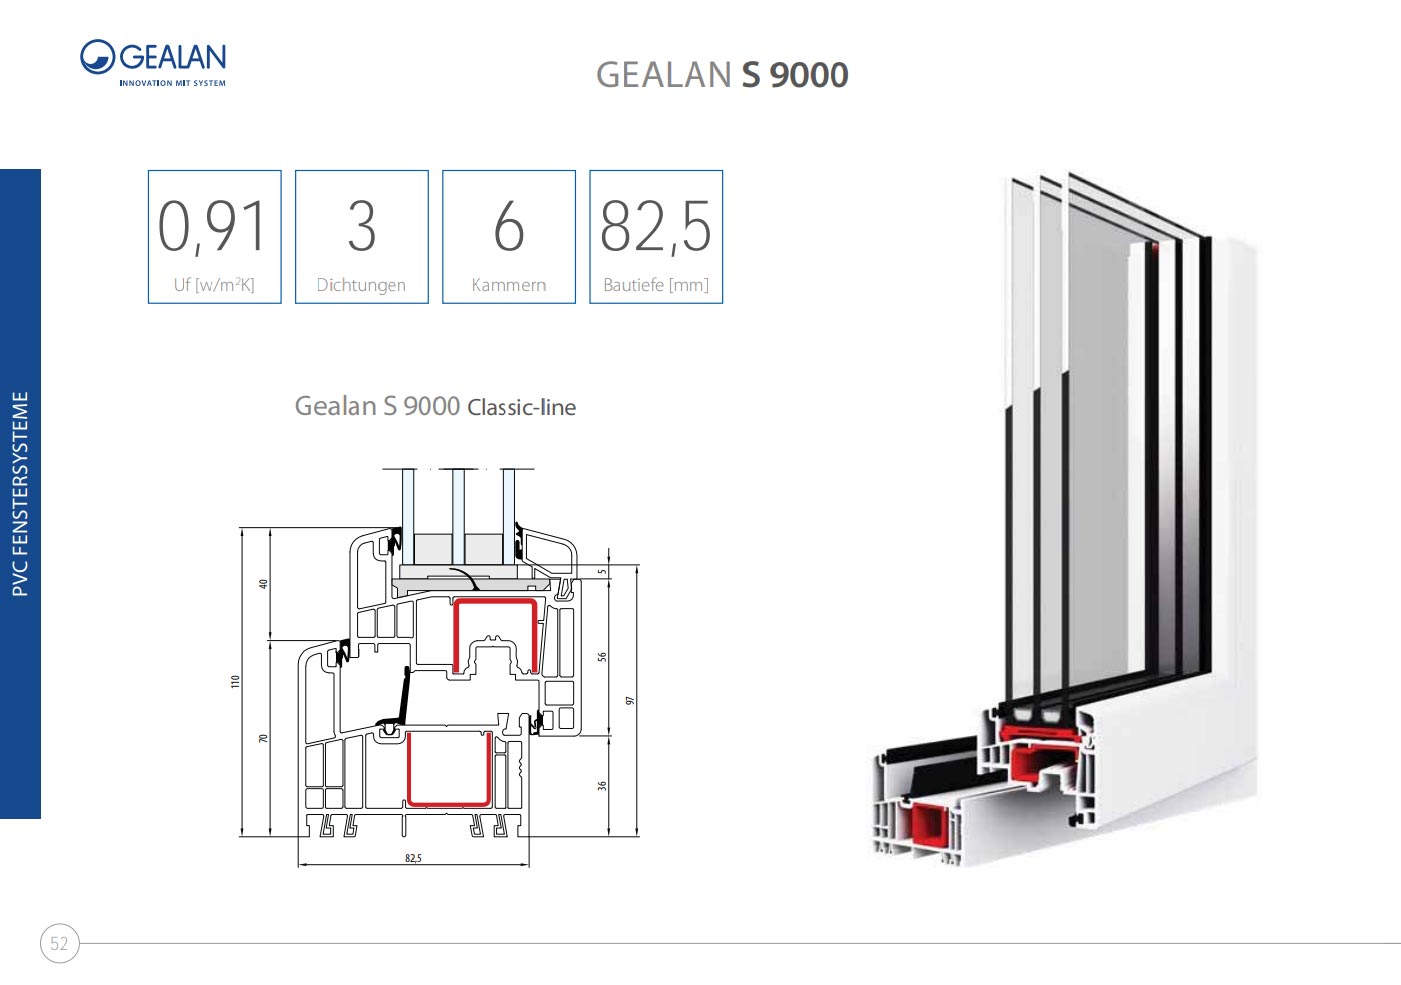 GEALAN
INNOVATION MIT SYSTEM
GEALAN S 9000
0,91
Uf [w/m²K]
3
Dichtungen
6
Kammern
82,5
Bautiefe [mm]
PVC FENSTERSYSTEME
Gealan S 9000 Classic-line
110
40
70
5
56
97
36
82,5
52